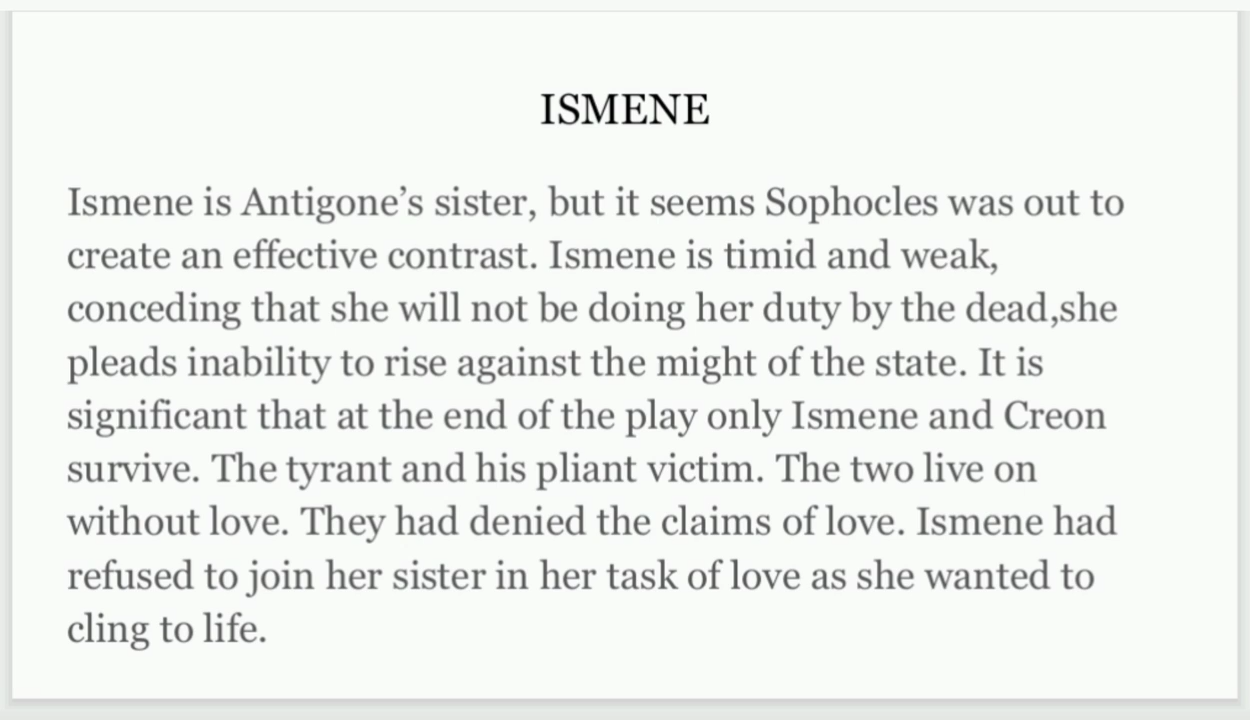 ISMENE
Ismene is Antigone’s sister, but it seems Sophocles was out to
create an effective contrast. Ismene is timid and weak,
conceding that she will not be doing her duty by the dead,she
pleads inability to rise against the might of the state. It is
significant that at the end of the play only Ismene and Creon
survive. The tyrant and his pliant victim. The two live on
without love. They had denied the claims of love. Ismene had
refused to join her sister in her task of love as she wanted to
cling to life.